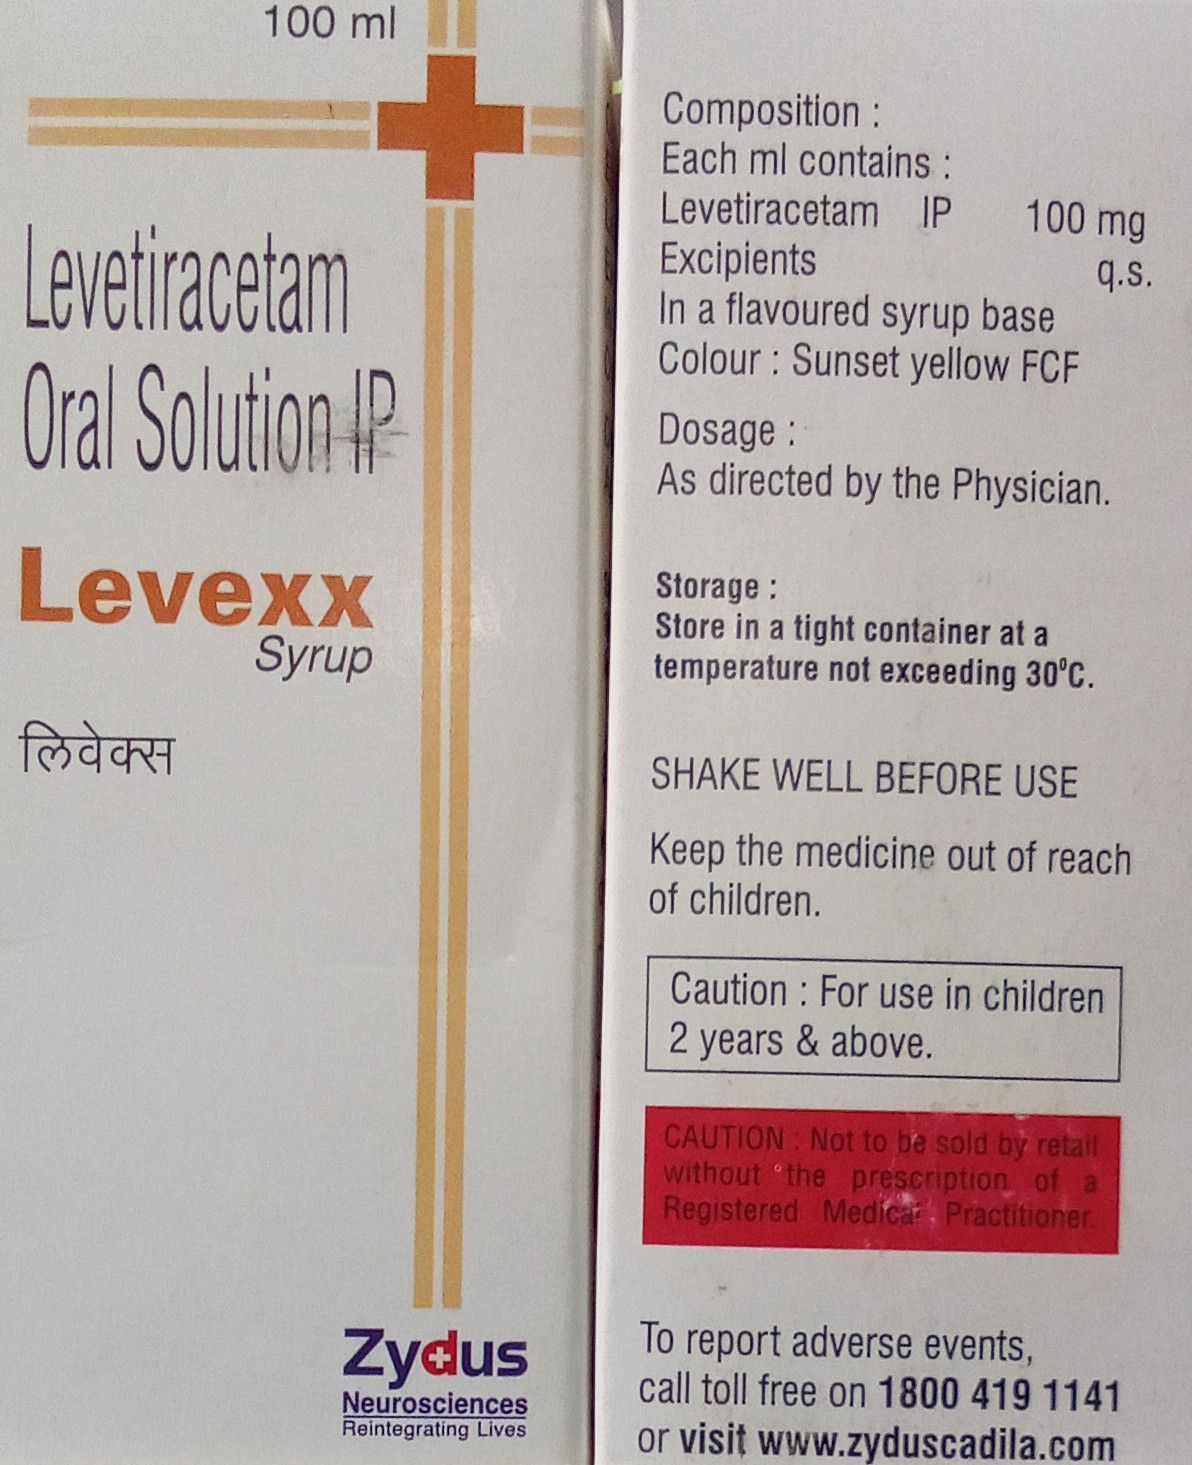 100 ml
Levetiracetam
Oral Solution IP
Levexx
Syrup
लिवेक्स
Zydus
Neurosciences
Reintegrating Lives
Composition :
Each ml contains :
Levetiracetam IP 100 mg
Excipients q.s.
In a flavoured syrup base
Colour : Sunset yellow FCF
Dosage :
As directed by the Physician.
Storage :
Store in a tight container at a
temperature not exceeding 30⁰C.
SHAKE WELL BEFORE USE
Keep the medicine out of reach
of children.
Caution : For use in children
2 years & above.
CAUTION : Not to be sold by retail
without the prescription of a
Registered Medical Practitioner.
To report adverse events,
call toll free on 1800 419 1141
or visit www.zyduscadila.com